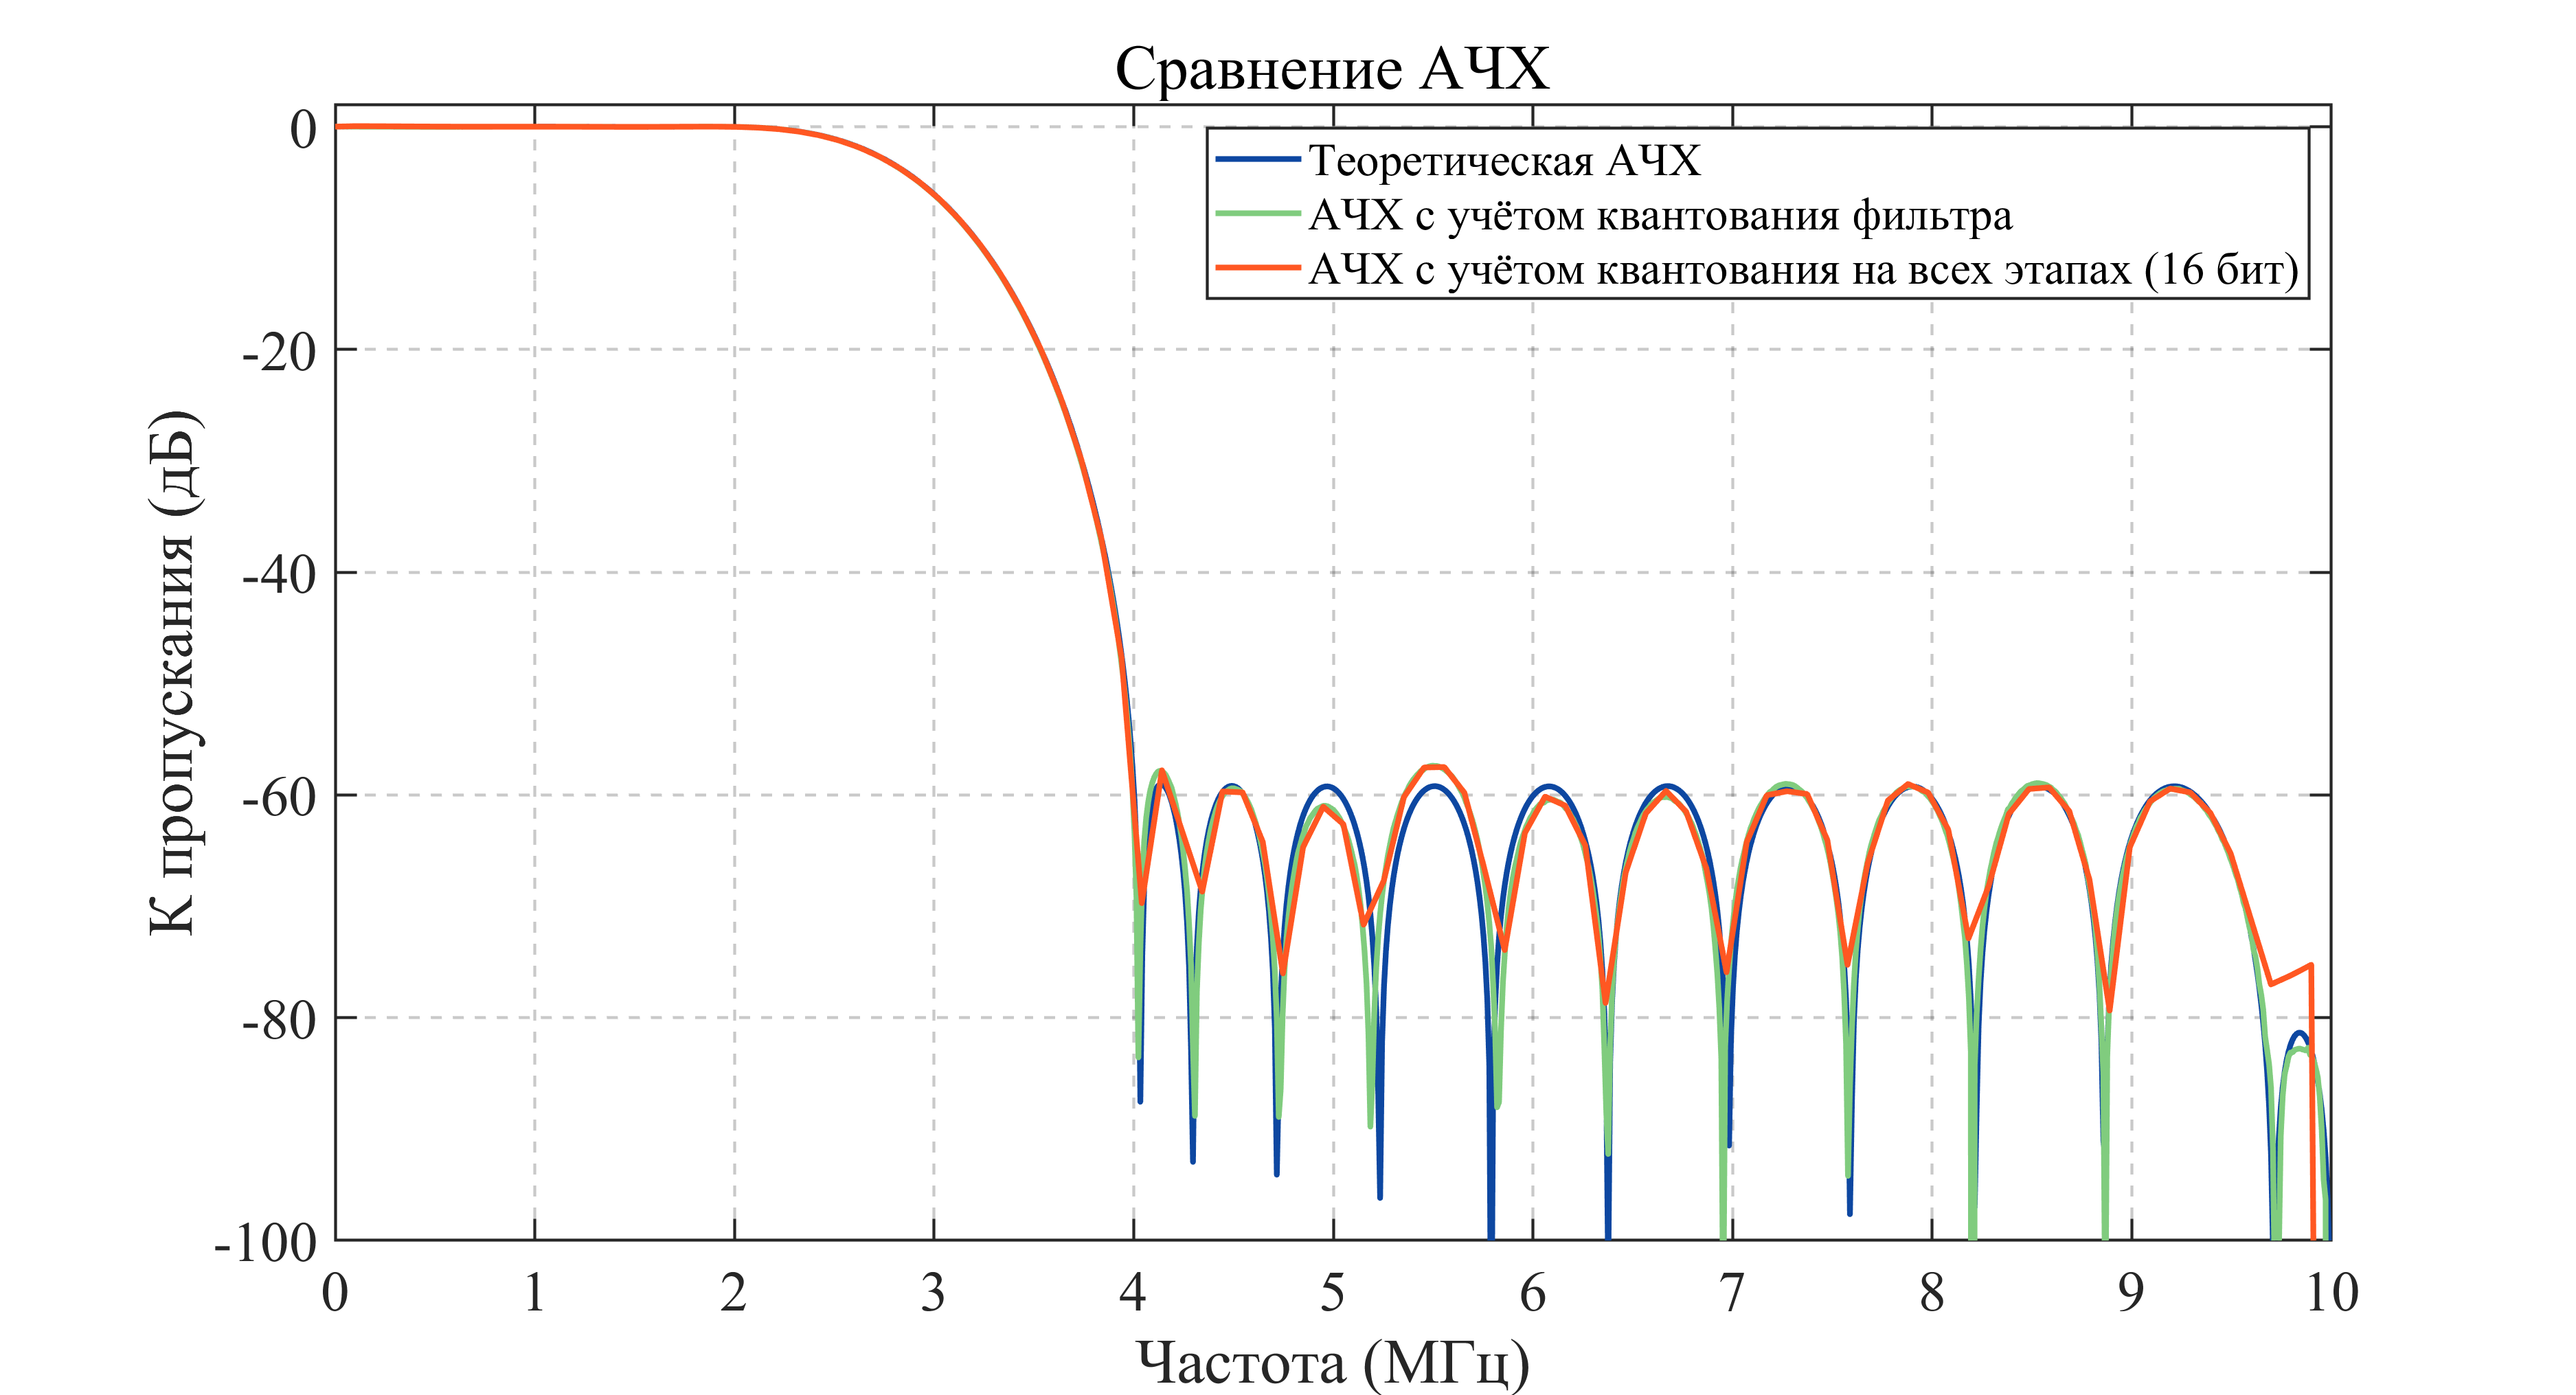 Сравнение АЧХ
Теоретическая АЧХ
АЧХ с учётом квантования фильтра
АЧХ с учётом квантования на всех этапах (16 бит)
К пропускания (дБ)
0
-20
-40
-60
-80
-100
0 1 2 3 4 5 6 7 8 9 10
Частота (МГц)